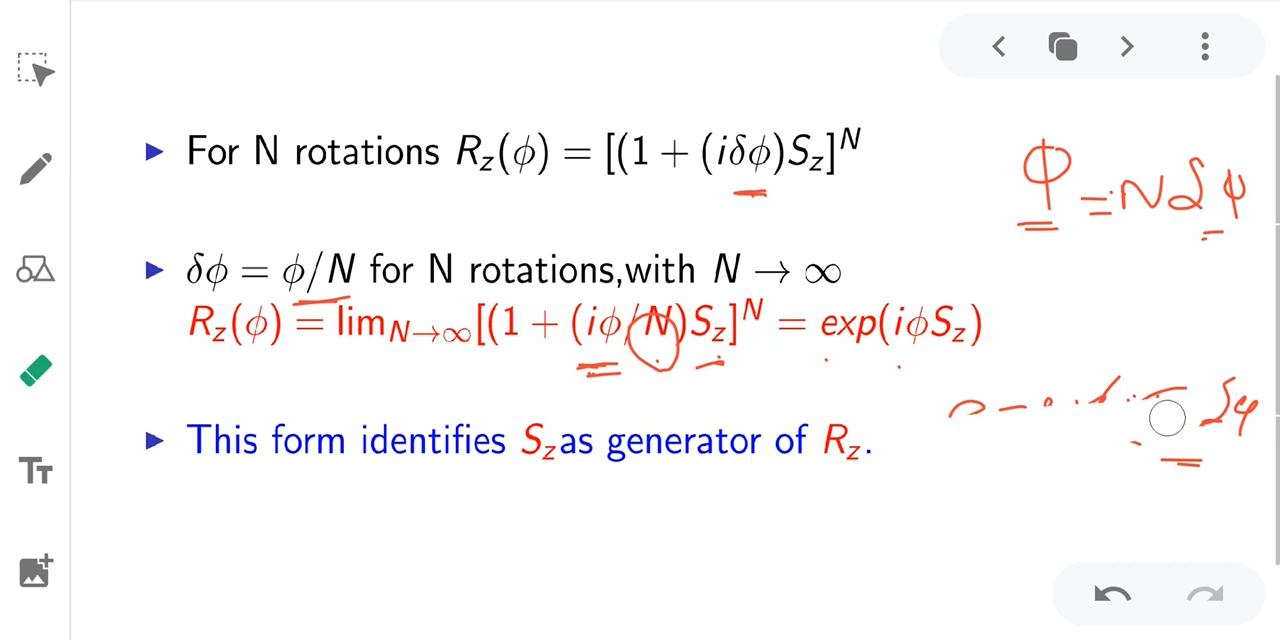 ▶ For N rotations R_z(ϕ) = [(1 + (iδϕ)S_z]^N
Φ = Nδφ
▶ δϕ = ϕ/N for N rotations,with N → ∞
R_z(ϕ) = lim_{N→∞}[(1 + (iϕ/N)S_z]^N = exp(iϕS_z)
δφ
▶ This form identifies S_z as generator of R_z.
Tт